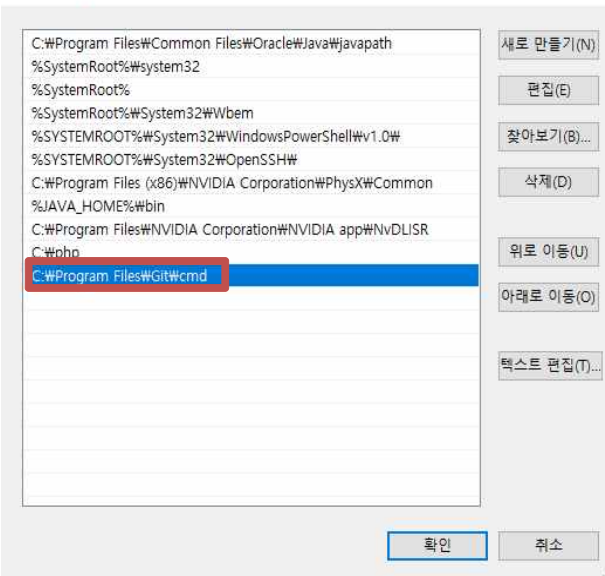 C:₩Program Files₩Common Files₩Oracle₩Java₩javapath
%SystemRoot%₩system32
%SystemRoot%
%SystemRoot%₩System32₩Wbem
%SYSTEMROOT%₩System32₩WindowsPowerShell₩v1.0₩
%SYSTEMROOT%₩System32₩OpenSSH₩
C:₩Program Files (x86)₩NVIDIA Corporation₩PhysX₩Common
%JAVA_HOME%₩bin
C:₩Program Files₩NVIDIA Corporation₩NVIDIA app₩NvDLISR
C:₩php
C:₩Program Files₩Git₩cmd
새로 만들기(N)
편집(E)
찾아보기(B)...
삭제(D)
위로 이동(U)
아래로 이동(O)
텍스트 편집(T)...
확인
취소